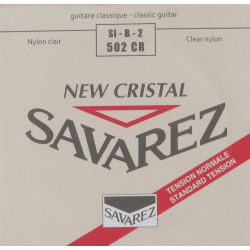 guitare classique - classic guitar
Nylon clair
SI - B - 2
Clear nylon
502 CR
NEW CRISTAL
SAVAREZ
TENSION NORMALE
STANDARD TENSION
SAVAREZ